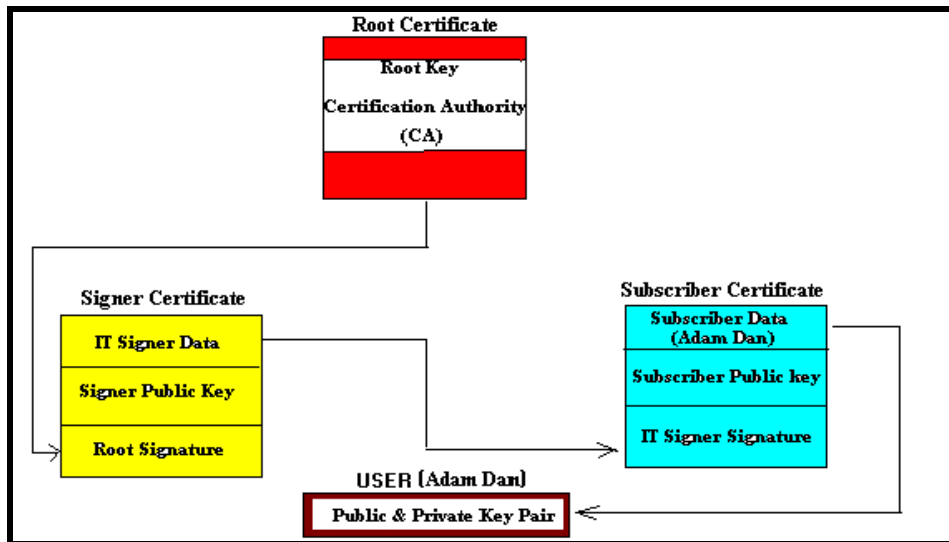 Root Certificate
Root Key
Certification Authority
(CA)
Signer Certificate
IT Signer Data
Signer Public Key
Root Signature
Subscriber Certificate
Subscriber Data
(Adam Dan)
Subscriber Public key
IT Signer Signature
USER (Adam Dan)
Public & Private Key Pair